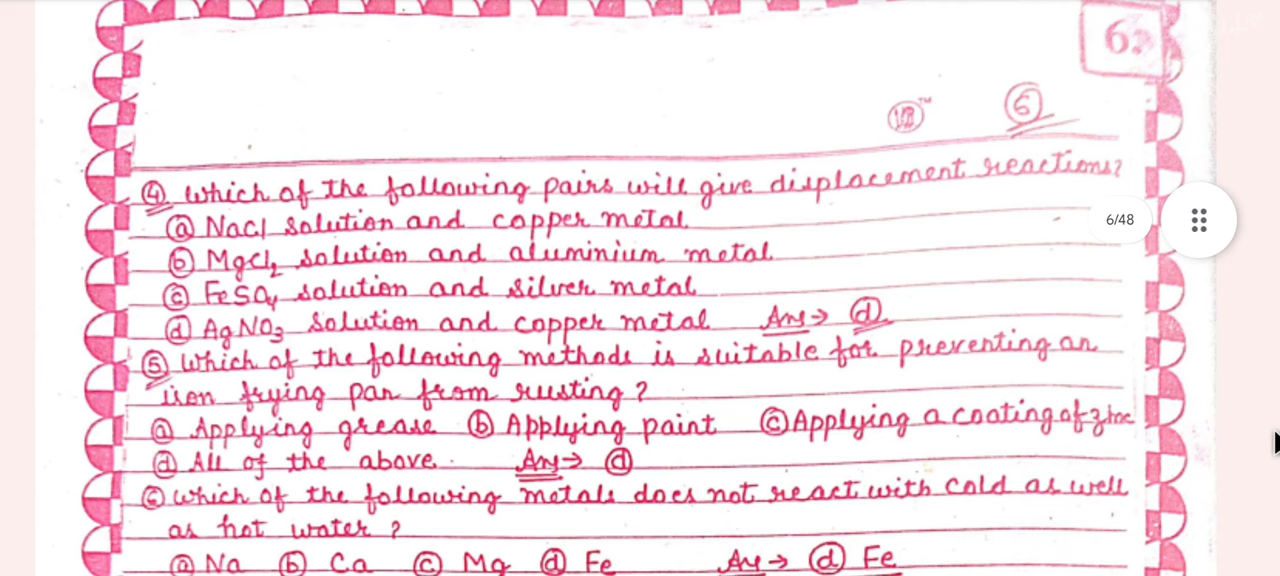 6
④ Which of the following pairs will give displacement reactions?
ⓐ NaCl solution and copper metal.
ⓑ MgCl₂ solution and aluminium metal.
6/48
ⓒ FeSO₄ solution and silver metal
ⓓ AgNO₃ solution and copper metal Ans→ ⓓ
⑤ Which of the following methods is suitable for preventing an
iron frying pan from rusting?
ⓐ Applying grease ⓑ Applying paint ⓒ Applying a coating of zinc
ⓓ All of the above. Ans→ ⓓ
⑥ Which of the following metals does not react with cold as well
as hot water?
ⓐ Na ⓑ Ca ⓒ Mg ⓓ Fe Ans→ ⓓ Fe